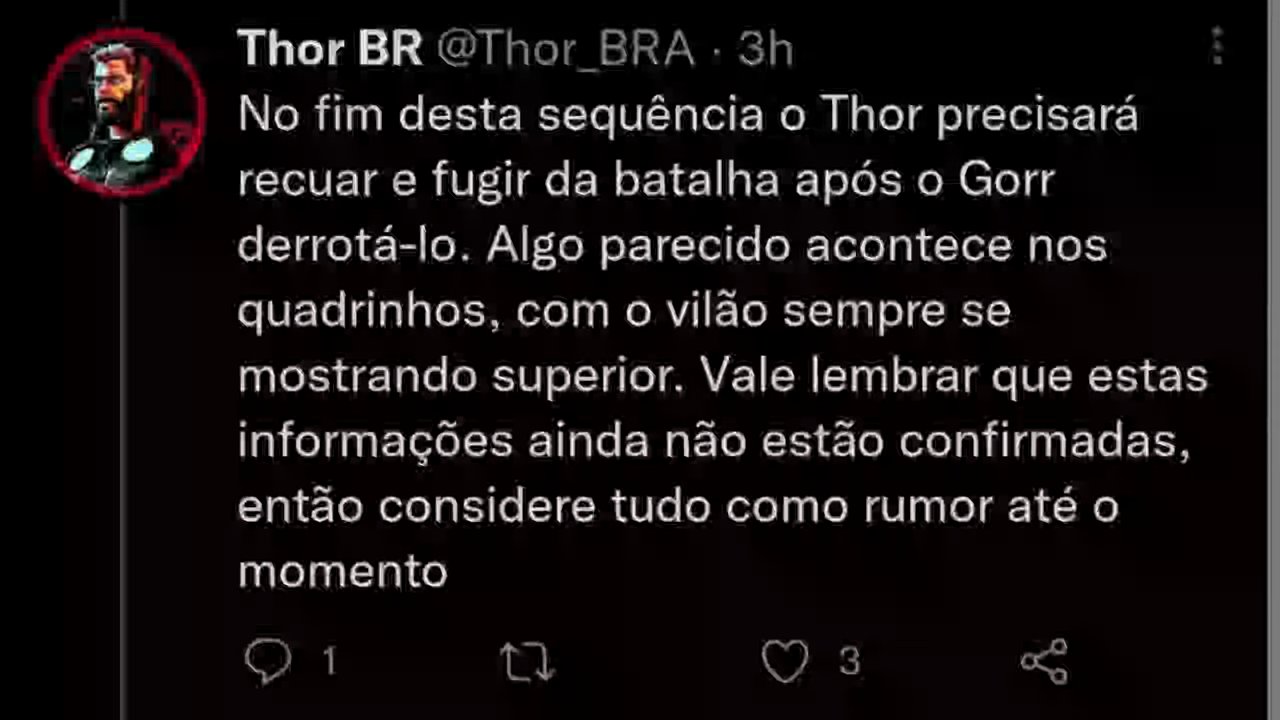 Thor BR @Thor_BRA · 3h
No fim desta sequência o Thor precisará
recuar e fugir da batalha após o Gorr
derrotá-lo. Algo parecido acontece nos
quadrinhos, com o vilão sempre se
mostrando superior. Vale lembrar que estas
informações ainda não estão confirmadas,
então considere tudo como rumor até o
momento
1 3